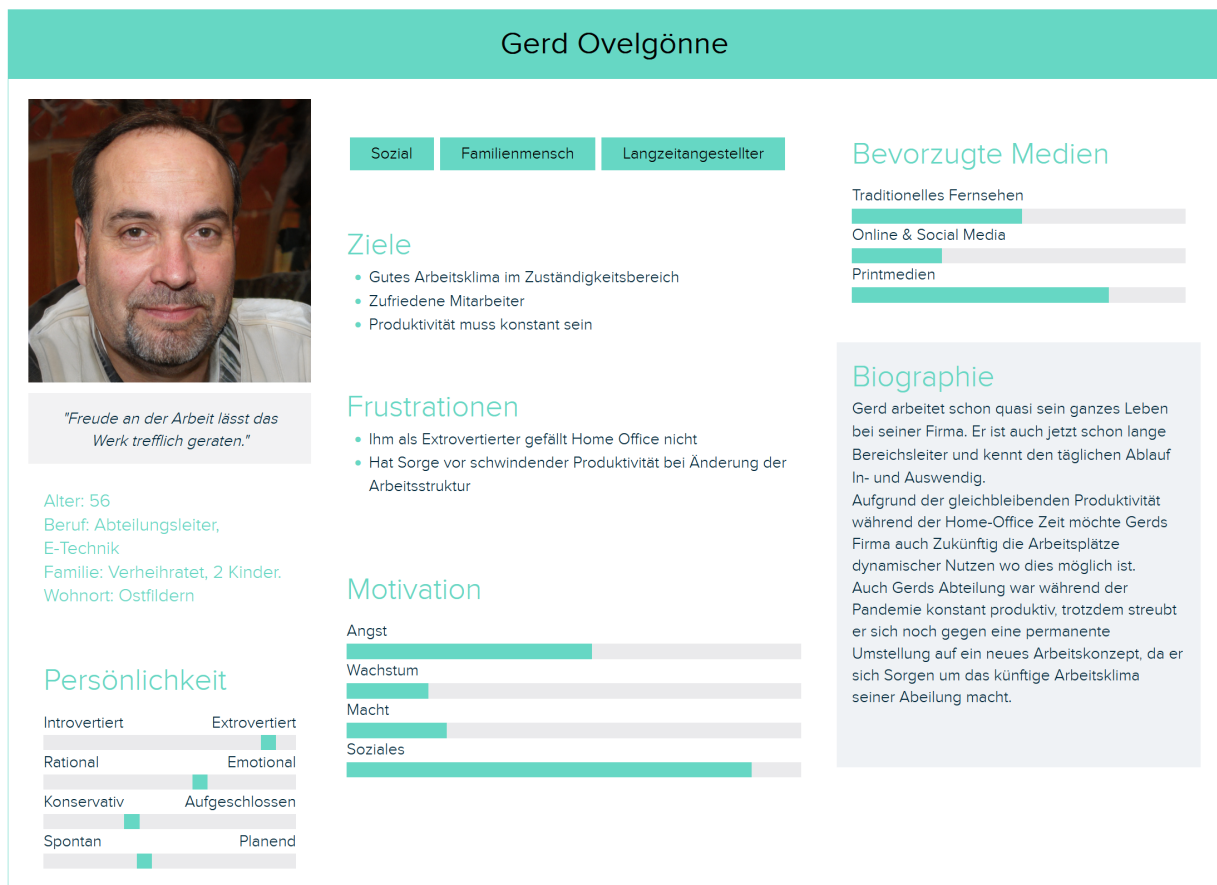 Gerd Ovelgönne
"Freude an der Arbeit lässt das
Werk trefflich geraten."
Alter: 56
Beruf: Abteilungsleiter,
E-Technik
Familie: Verheihratet, 2 Kinder.
Wohnort: Ostfildern
Persönlichkeit
Introvertiert Extrovertiert
Rational Emotional
Konservativ Aufgeschlossen
Spontan Planend
Sozial Familienmensch Langzeitangestellter
Ziele
Gutes Arbeitsklima im Zuständigkeitsbereich
Zufriedene Mitarbeiter
Produktivität muss konstant sein
Frustrationen
Ihm als Extrovertierter gefällt Home Office nicht
Hat Sorge vor schwindender Produktivität bei Änderung der
Arbeitsstruktur
Motivation
Angst
Wachstum
Macht
Soziales
Bevorzugte Medien
Traditionelles Fernsehen
Online & Social Media
Printmedien
Biographie
Gerd arbeitet schon quasi sein ganzes Leben
bei seiner Firma. Er ist auch jetzt schon lange
Bereichsleiter und kennt den täglichen Ablauf
In- und Auswendig.
Aufgrund der gleichbleibenden Produktivität
während der Home-Office Zeit möchte Gerds
Firma auch Zukünftig die Arbeitsplätze
dynamischer Nutzen wo dies möglich ist.
Auch Gerds Abteilung war während der
Pandemie konstant produktiv, trotzdem streubt
er sich noch gegen eine permanente
Umstellung auf ein neues Arbeitskonzept, da er
sich Sorgen um das künftige Arbeitsklima
seiner Abeilung macht.